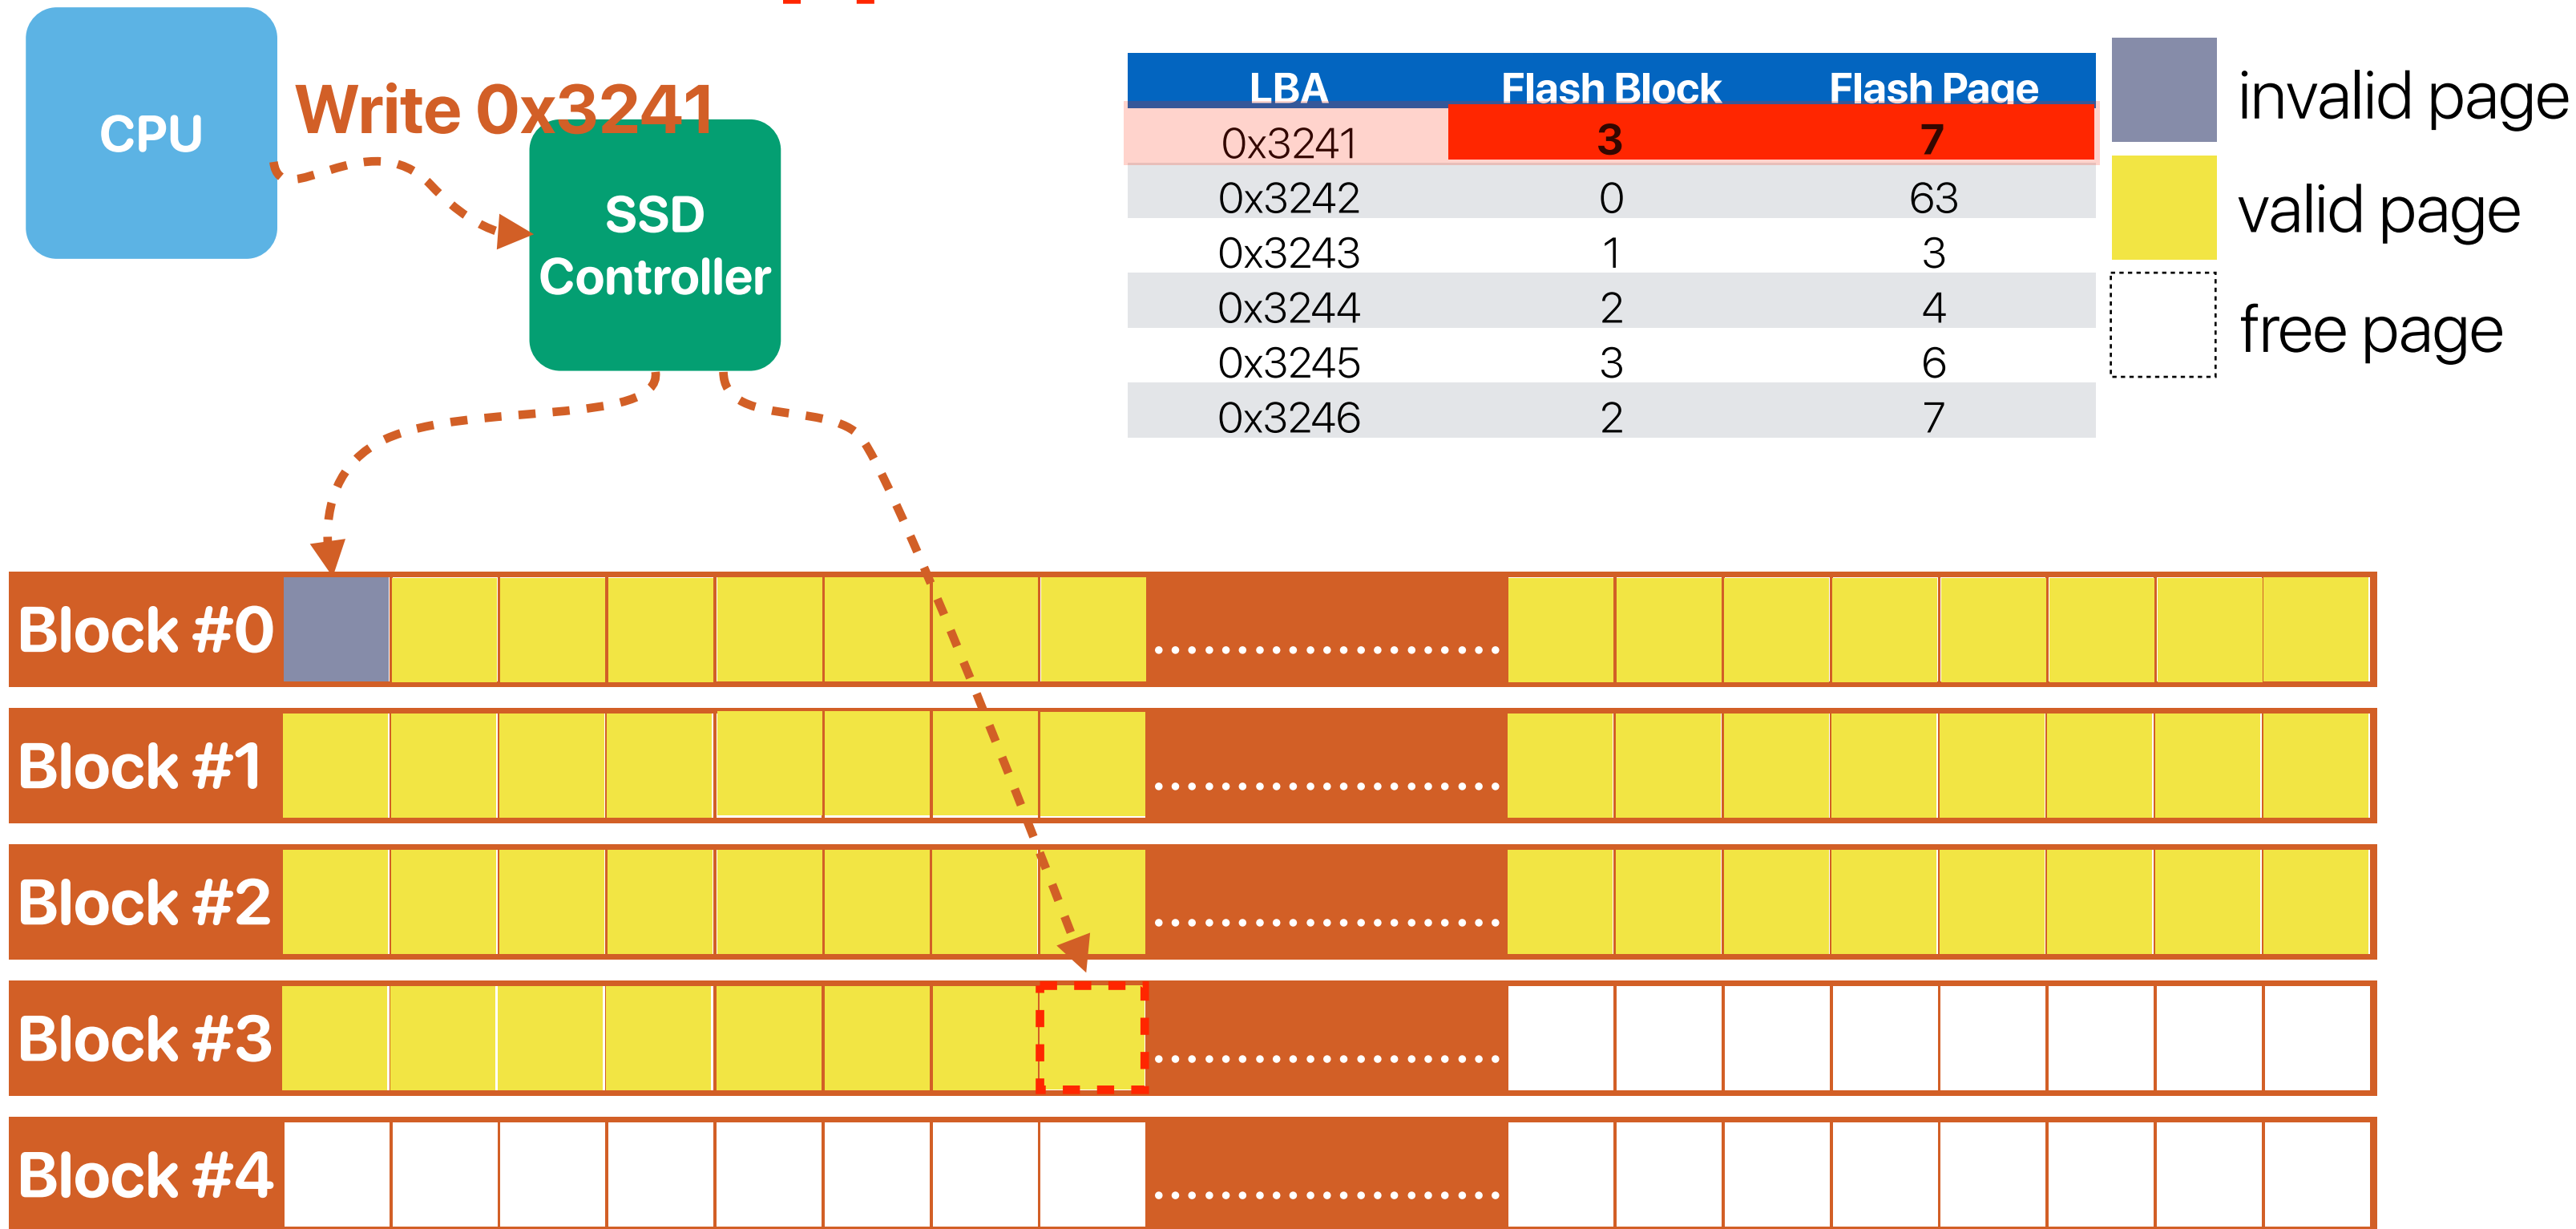 CPU
Write 0x3241
SSD
Controller
LBA Flash Block Flash Page
0x3241 3 7
0x3242 0 63
0x3243 1 3
0x3244 2 4
0x3245 3 6
0x3246 2 7
invalid page
valid page
free page
Block #0
Block #1
Block #2
Block #3
Block #4